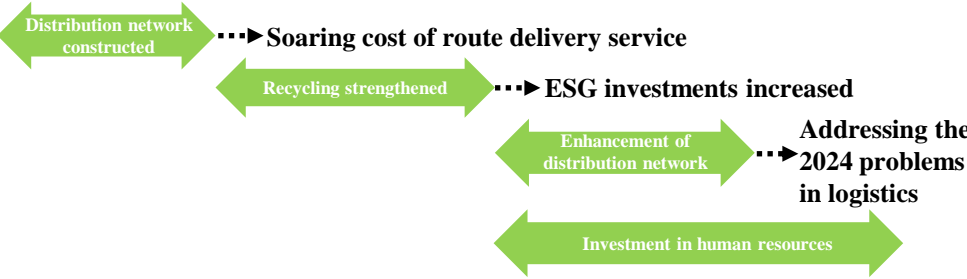 Distribution network
constructed
Soaring cost of route delivery service
Recycling strengthened
ESG investments increased
Enhancement of
distribution network
Addressing the
2024 problems
in logistics
Investment in human resources